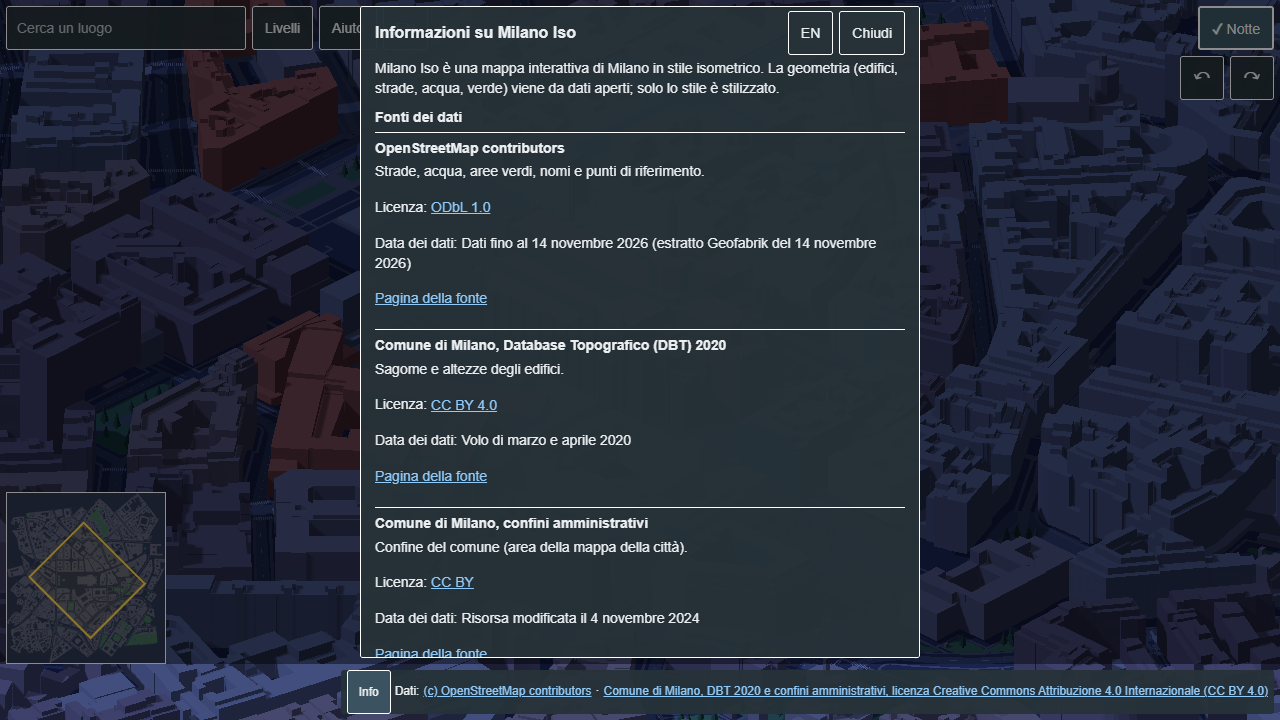 Cerca un luogo
Livelli
Informazioni su Milano Iso
EN
Chiudi
✓ Notte
Milano Iso è una mappa interattiva di Milano in stile isometrico. La geometria (edifici,
strade, acqua, verde) viene da dati aperti; solo lo stile è stilizzato.
Fonti dei dati
OpenStreetMap contributors
Strade, acqua, aree verdi, nomi e punti di riferimento.
Licenza: ODbL 1.0
Data dei dati: Dati fino al 14 novembre 2026 (estratto Geofabrik del 14 novembre
2026)
Pagina della fonte
Comune di Milano, Database Topografico (DBT) 2020
Sagome e altezze degli edifici.
Licenza: CC BY 4.0
Data dei dati: Volo di marzo e aprile 2020
Pagina della fonte
Comune di Milano, confini amministrativi
Confine del comune (area della mappa della città).
Licenza: CC BY
Data dei dati: Risorsa modificata il 4 novembre 2024
Pagina della fonte
Info
Dati: (c) OpenStreetMap contributors · Comune di Milano, DBT 2020 e confini amministrativi, licenza Creative Commons Attribuzione 4.0 Internazionale (CC BY 4.0)